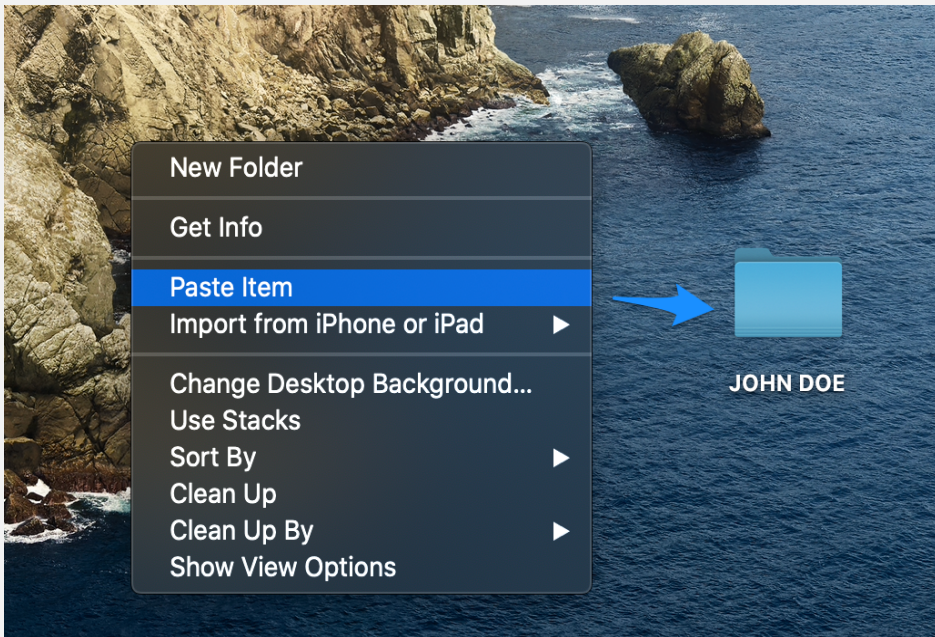 New Folder
Get Info
Paste Item
Import from iPhone or iPad
Change Desktop Background...
Use Stacks
Sort By
Clean Up
Clean Up By
Show View Options
JOHN DOE